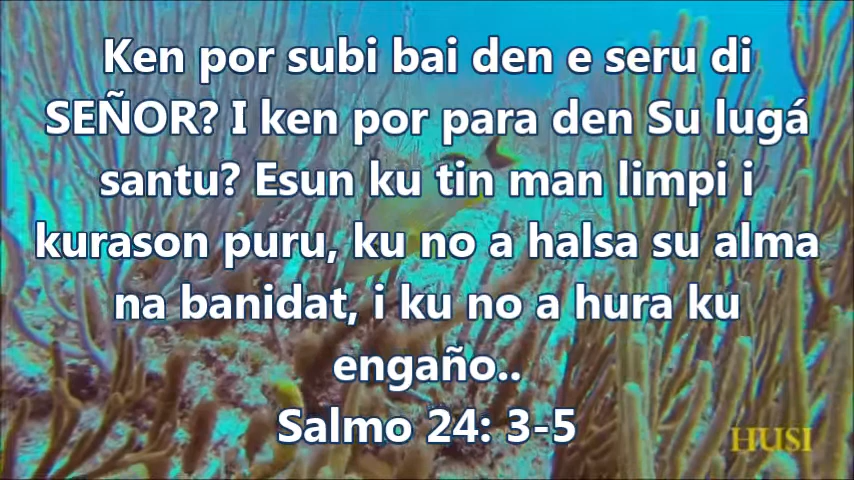 Ken por subi bai den e seru di
SEÑOR? I ken por para den Su lugá
santu? Esun ku tin man limpi i
kurason puru, ku no a halsa su alma
na banidat, i ku no a hura ku
engaño..
Salmo 24: 3-5
HUSI